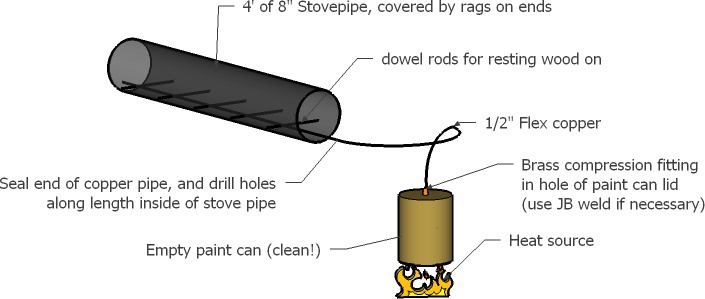 4' of 8" Stovepipe, covered by rags on ends
dowel rods for resting wood on
1/2" Flex copper
Seal end of copper pipe, and drill holes
along length inside of stove pipe
Brass compression fitting
in hole of paint can lid
(use JB weld if necessary)
Empty paint can (clean!)
Heat source